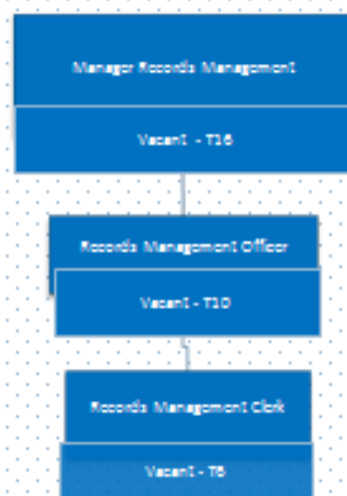 Manager Records Management
Vacant - T16
Records Management Officer
Vacant - T10
Records Management Clerk
Vacant - T6